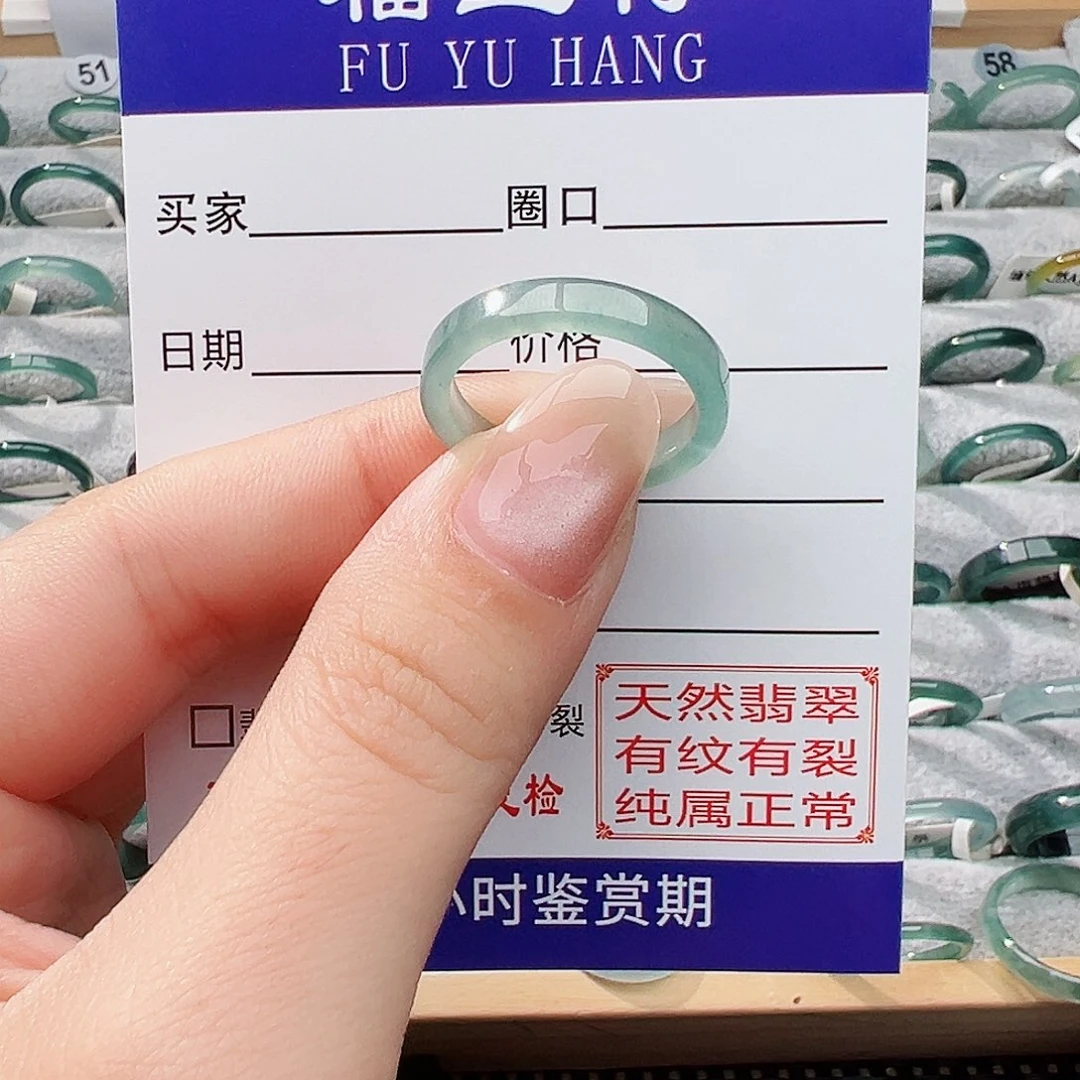 FU YU HANG
51
58
买家 圈口
日期 价格
裂
天然翡翠
有纹有裂
纯属正常
检
小时鉴赏期